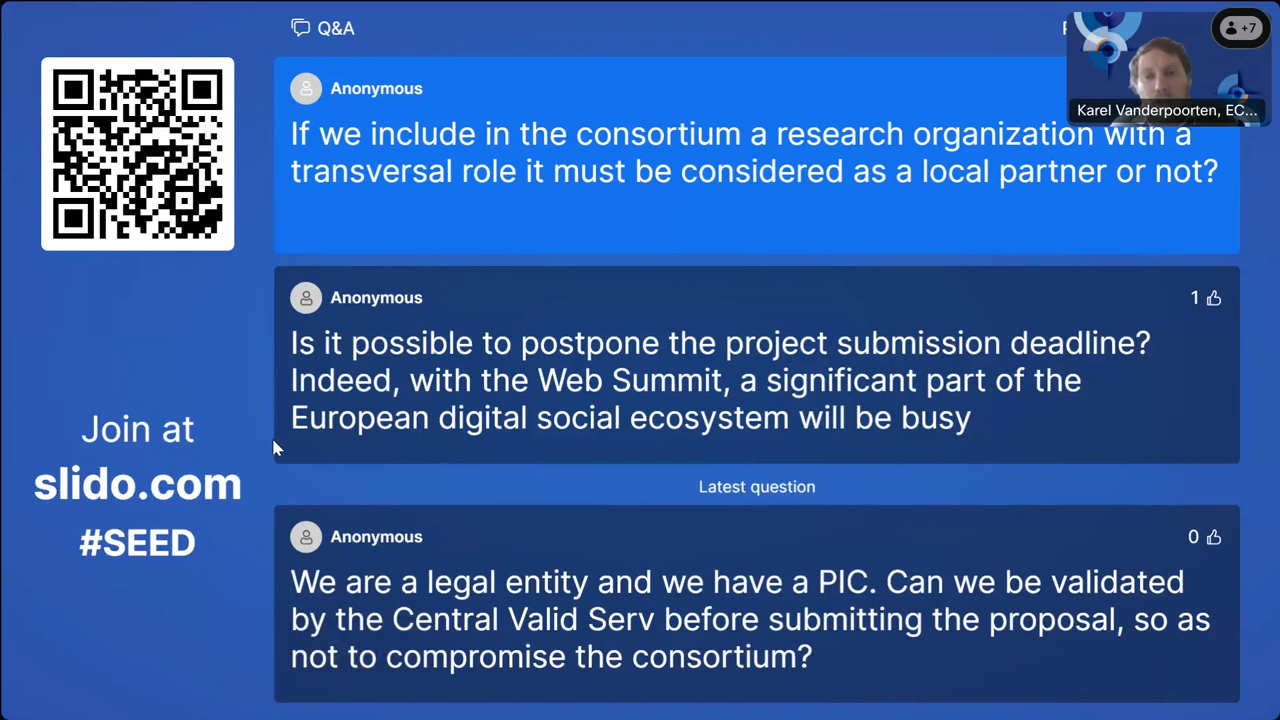 Q&A
+7
Karel Vanderpoorten, EC...
Anonymous
If we include in the consortium a research organization with a
transversal role it must be considered as a local partner or not?
Anonymous
1
Is it possible to postpone the project submission deadline?
Indeed, with the Web Summit, a significant part of the
European digital social ecosystem will be busy
Join at
slido.com
#SEED
Latest question
Anonymous
0
We are a legal entity and we have a PIC. Can we be validated
by the Central Valid Serv before submitting the proposal, so as
not to compromise the consortium?